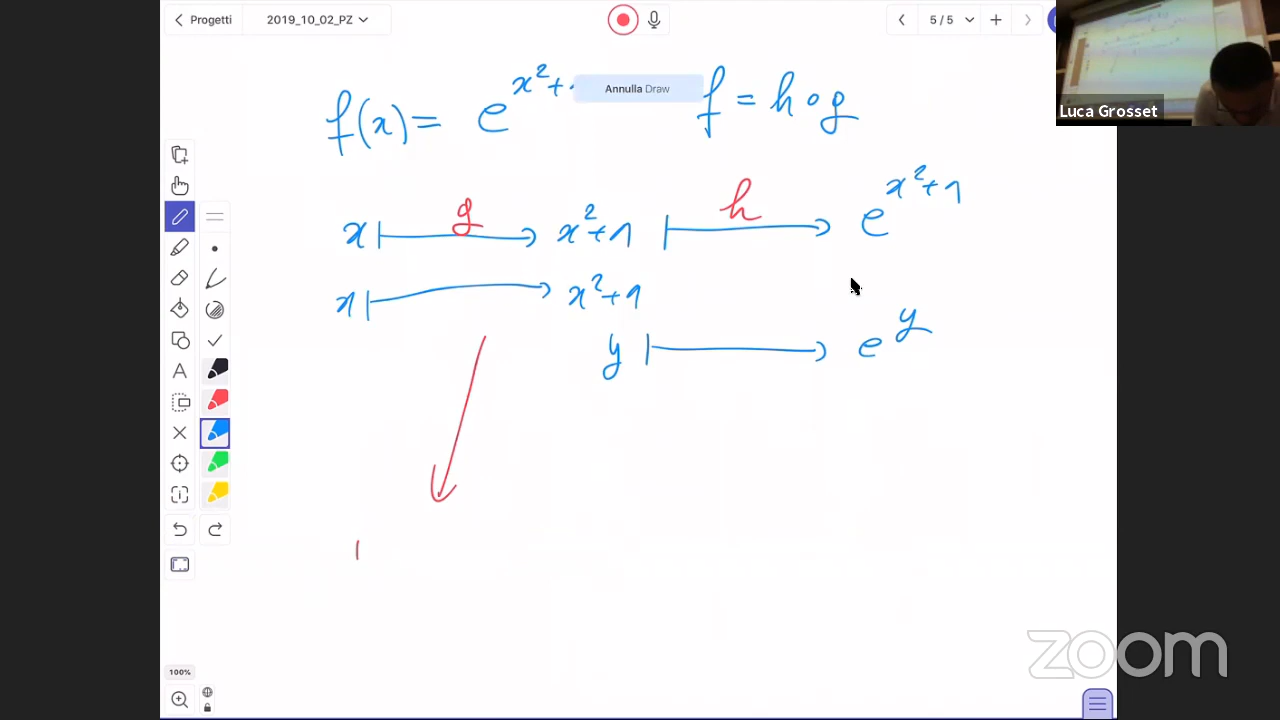 Progetti 2019_10_02_PZ 5/5
Annulla Draw
Luca Grosset
f(x) = e^{x²+ f = h∘g
x ↦ g x²+1 ↦ h e^{x²+1}
x ↦ x²+1
y ↦ e^y
A
100%
zoom